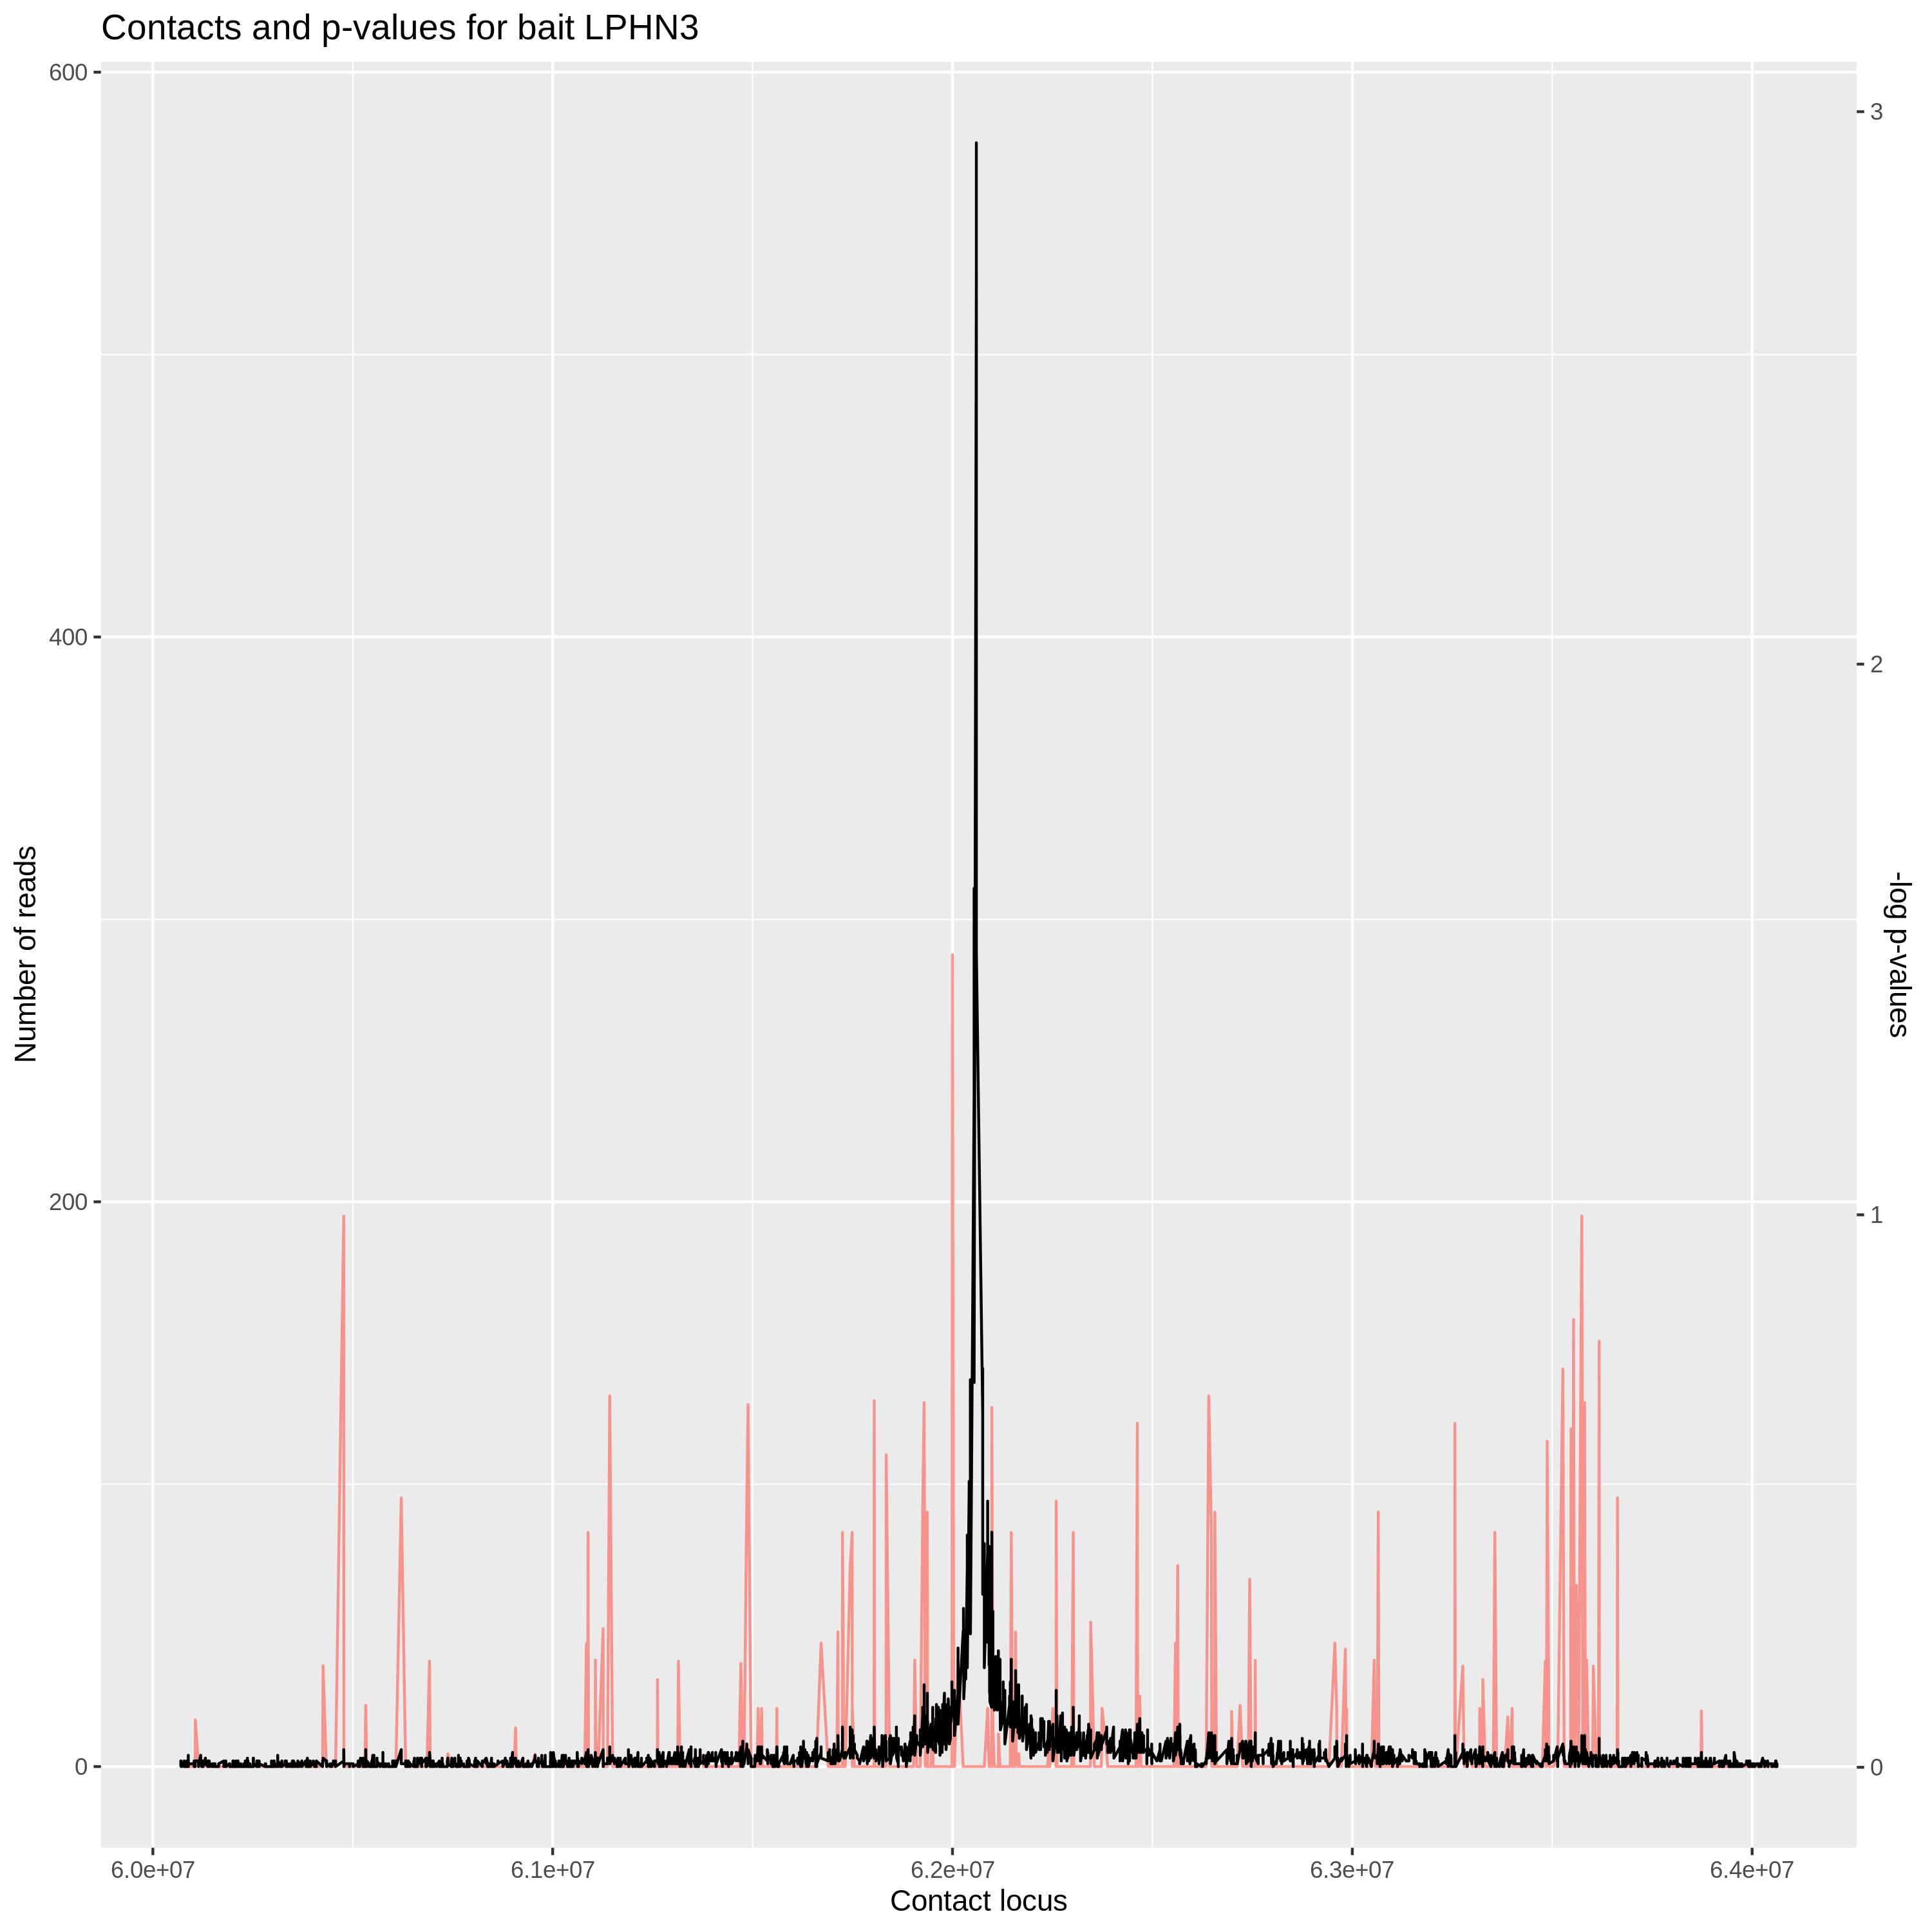 Contacts and p-values for bait LPHN3
600
400
200
0
Number of reads
3
2
1
0
-log p-values
6.0e+07
6.1e+07
6.2e+07
6.3e+07
6.4e+07
Contact locus